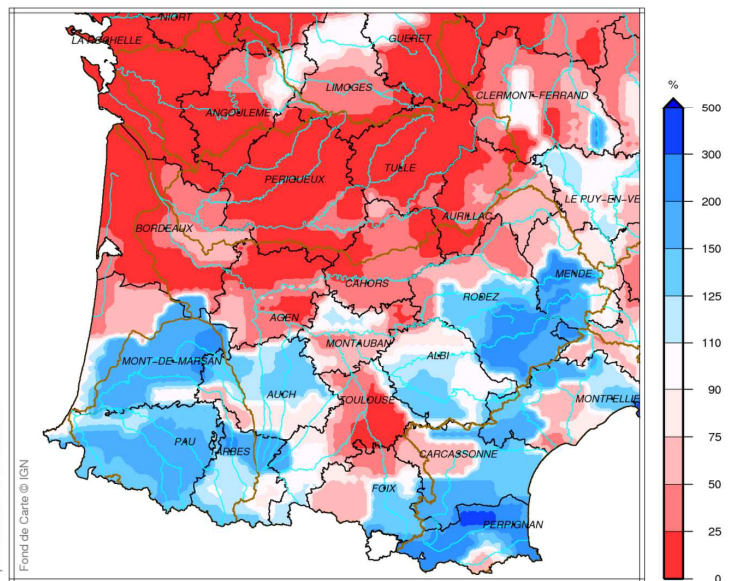 NIORT
LA ROCHELLE
GUERET
%
LIMOGES
CLERMONT-FERRAND
500
ANGOULEME
300
PERIGUEUX
TULLE
200
LE PUY-EN-VE
AURILLAC
BORDEAUX
150
MENDE
CAHORS
RODEZ
125
AGEN
MONTAUBAN
110
ALBI
MONT-DE-MARSAN
AUCH
90
TOULOUSE
MONTPELLIE
75
PAU
TARBES
CARCASSONNE
50
FOIX
PERPIGNAN
25
0
Fond de Carte © IGN